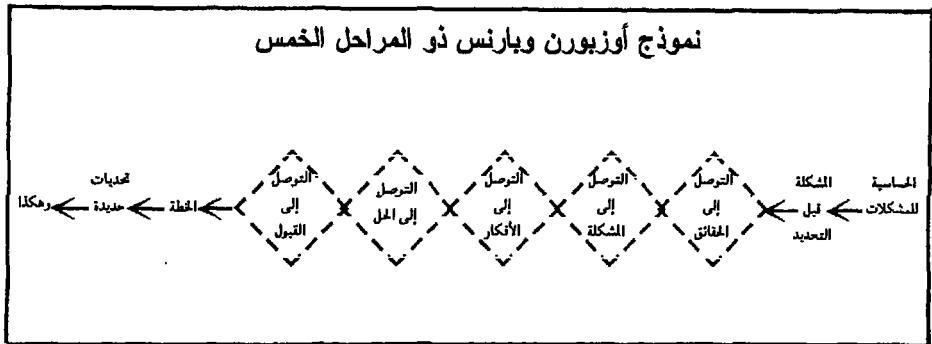 نموذج أوزبورن وبارنس ذو المراحل الخمس
الحساسية
للمشكلات
المشكلة
قبل
التحديد
التوصل
إلى
الحقائق
التوصل
إلى
المشكلة
التوصل
إلى
الأفكار
التوصل
إلى الحل
التوصل
إلى
القبول
الخطة
تحديات
جديدة
وهكذا